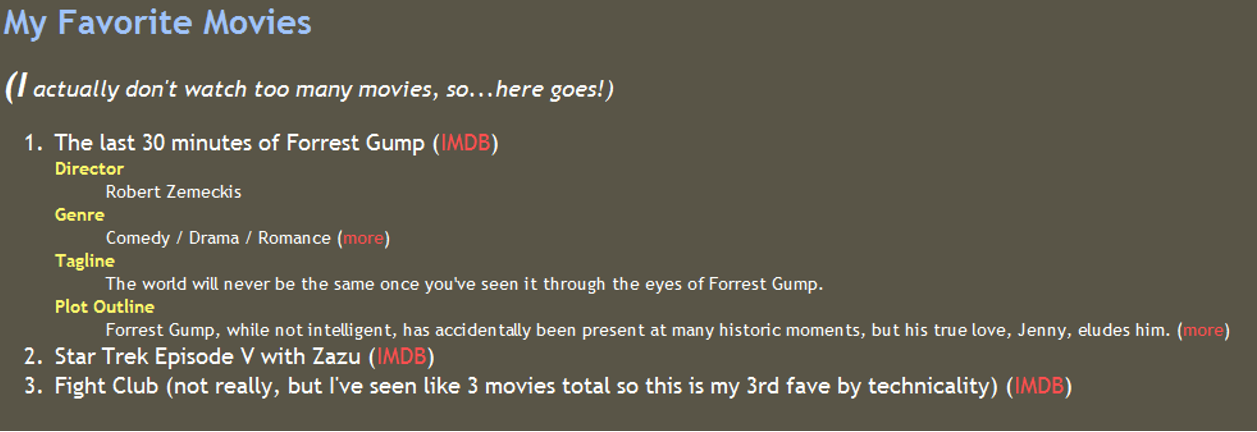 My Favorite Movies
(I actually don't watch too many movies, so...here goes!)
1. The last 30 minutes of Forrest Gump (IMDB)
Director
Robert Zemeckis
Genre
Comedy / Drama / Romance (more)
Tagline
The world will never be the same once you've seen it through the eyes of Forrest Gump.
Plot Outline
Forrest Gump, while not intelligent, has accidentally been present at many historic moments, but his true love, Jenny, eludes him. (more)
2. Star Trek Episode V with Zazu (IMDB)
3. Fight Club (not really, but I've seen like 3 movies total so this is my 3rd fave by technicality) (IMDB)